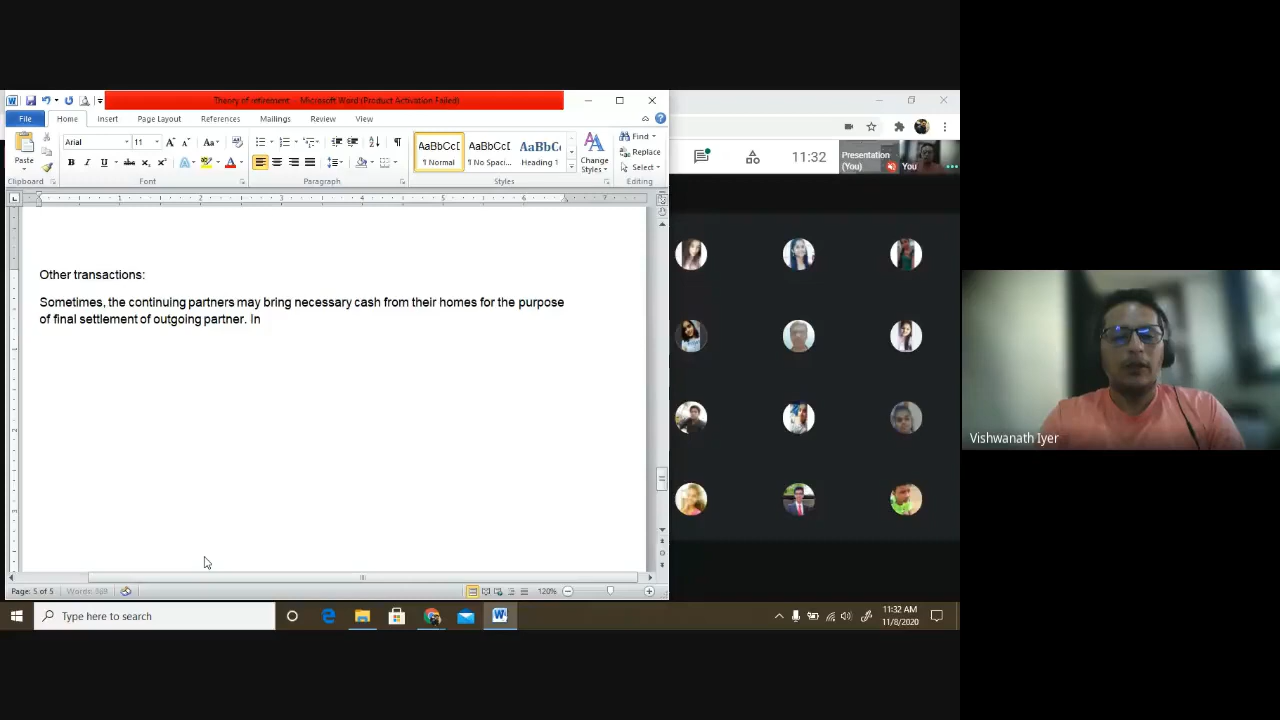 Theory of retirement - Microsoft Word (Product Activation Failed)
File Home Insert Page Layout References Mailings Review View
Paste
Arial 11
AaBbCcI AaBbCcI AaBbC
¶ Normal ¶ No Spaci... Heading 1
Change Styles
Find
Replace
Select
Clipboard Font Paragraph Styles Editing
11:32
Presentation (You)
You
Other transactions:
Sometimes, the continuing partners may bring necessary cash from their homes for the purpose
of final settlement of outgoing partner. In
Vishwanath Iyer
Page: 5 of 5
120%
Type here to search
11:32 AM
11/8/2020